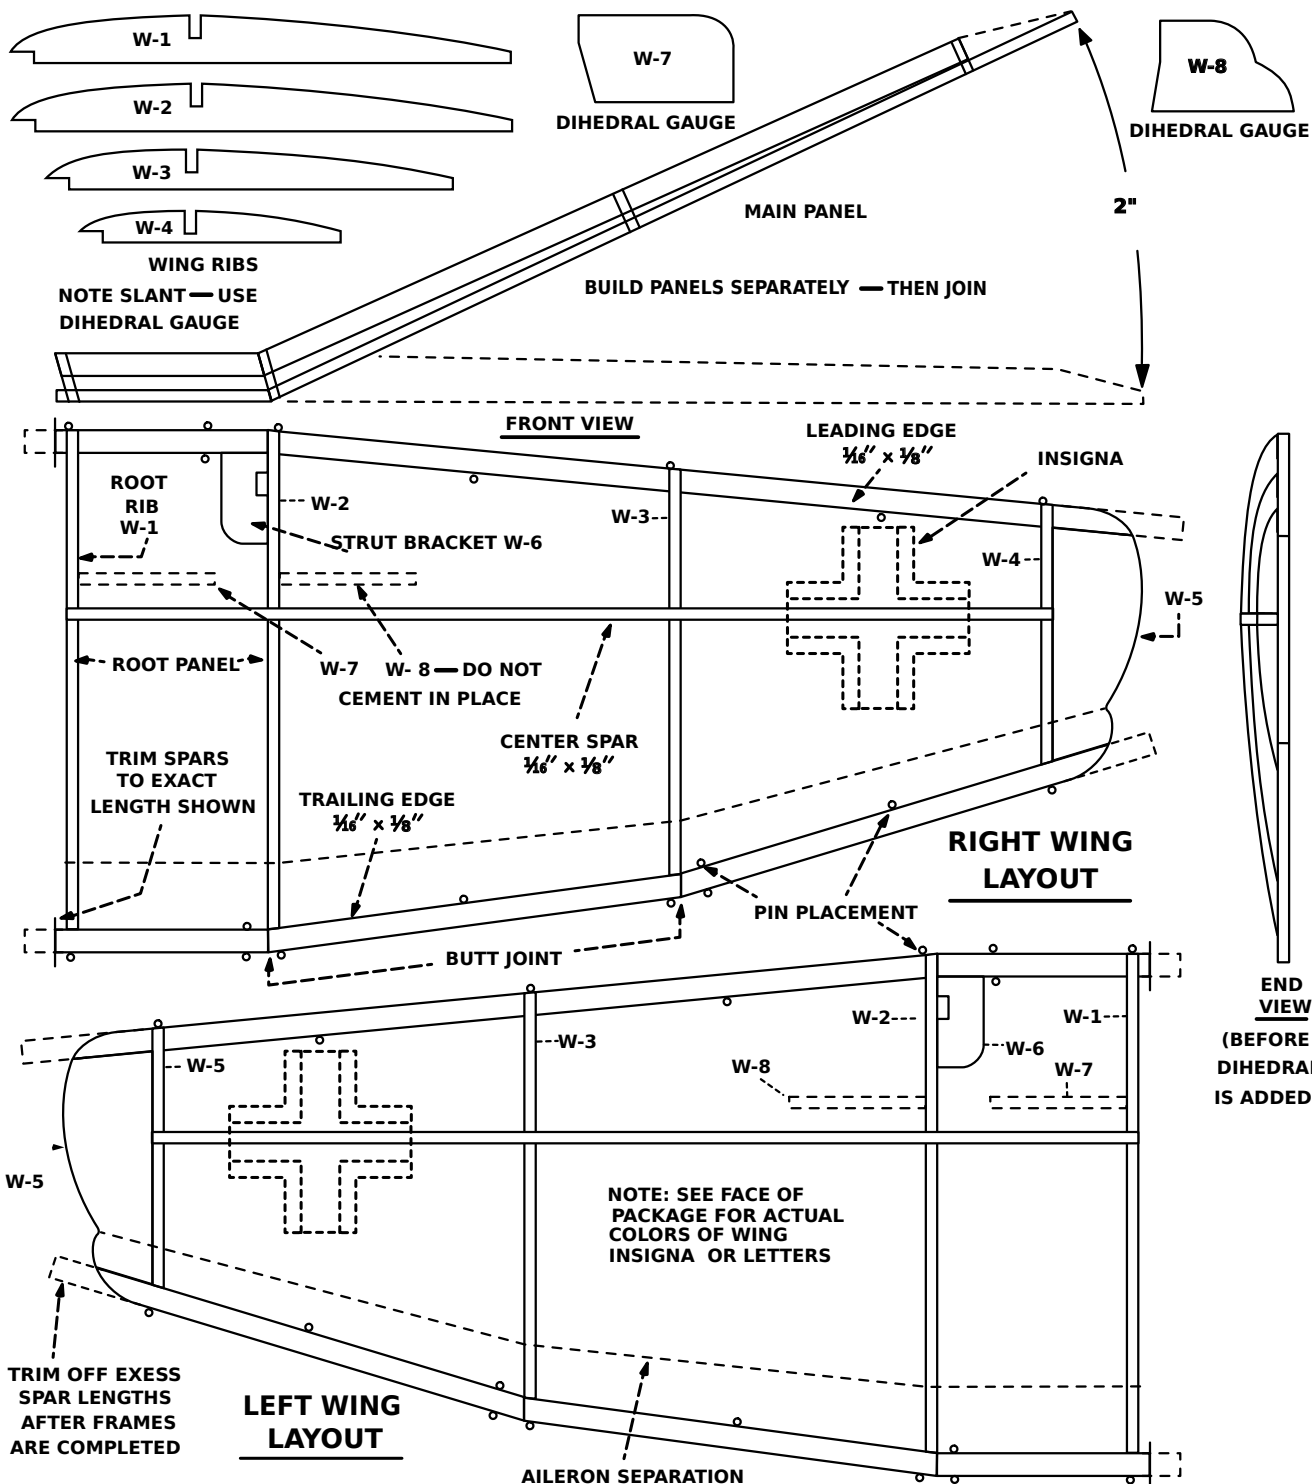 W-1
W-2
W-3
W-4
WING RIBS
NOTE SLANT — USE
DIHEDRAL GAUGE
W-7
DIHEDRAL GAUGE
W-8
DIHEDRAL GAUGE
MAIN PANEL
2"
BUILD PANELS SEPARATELY — THEN JOIN
FRONT VIEW
LEADING EDGE
1/16" x 1/8"
INSIGNA
ROOT
RIB
W-1
W-2
W-3
STRUT BRACKET W-6
W-4
W-5
ROOT PANEL
W-7
W- 8 — DO NOT
CEMENT IN PLACE
CENTER SPAR
1/16" x 1/8"
TRIM SPARS
TO EXACT
LENGTH SHOWN
TRAILING EDGE
1/16" x 1/8"
RIGHT WING
LAYOUT
PIN PLACEMENT
BUTT JOINT
END
VIEW
(BEFORE
DIHEDRAL
IS ADDED
W-2
W-1
W-3
W-6
W-5
W-8
W-7
W-5
NOTE: SEE FACE OF
PACKAGE FOR ACTUAL
COLORS OF WING
INSIGNA OR LETTERS
TRIM OFF EXESS
SPAR LENGTHS
AFTER FRAMES
ARE COMPLETED
LEFT WING
LAYOUT
AILERON SEPARATION